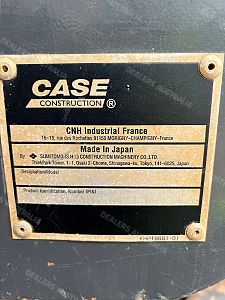 CASE
CONSTRUCTION ®
CNH Industrial France
16-18, rue des Rochettes 91150 MORIGNY-CHAMPIGNY-France
Made In Japan
by SUMITOMO (S.H.I.) CONSTRUCTION MACHINERY CO., LTD.
ThinkPark Tower, 1-1, Osaki 2-Chome, Shinagawa-ku, Tokyo, 141-6025, Japan
Designation/Model
Product Identification Number (PIN)
KHP19681-01